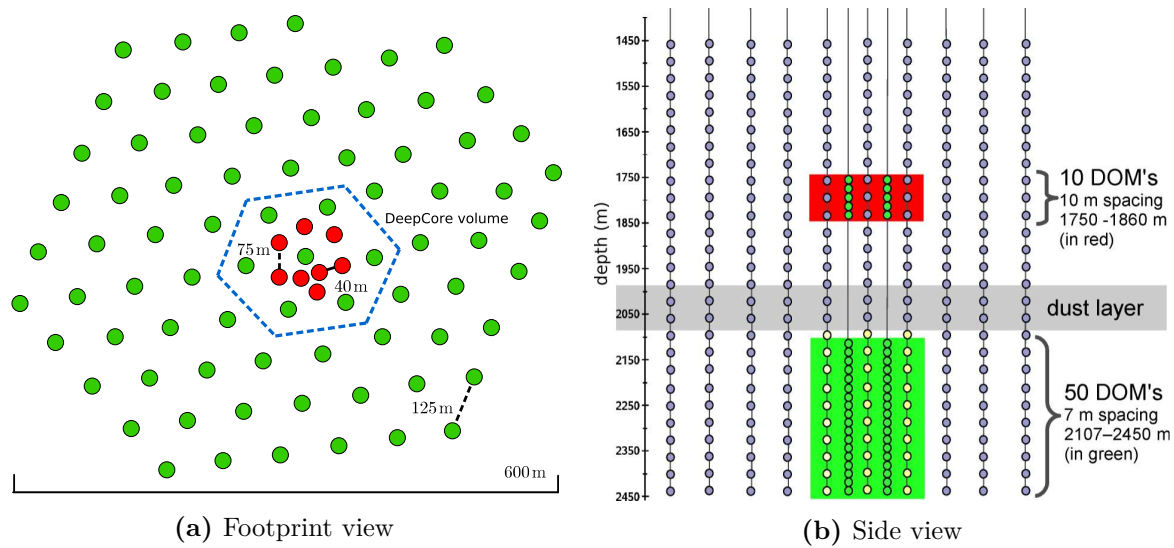 DeepCore volume
75 m
40 m
125 m
600 m
(a) Footprint view
depth (m)
1450
1550
1650
1750
1850
1950
2050
2150
2250
2350
2450
10 DOM's
10 m spacing
1750 -1860 m
(in red)
dust layer
50 DOM's
7 m spacing
2107–2450 m
(in green)
(b) Side view